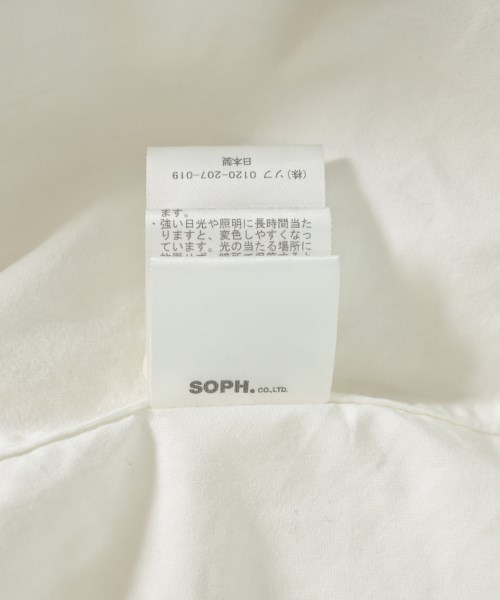 (株)ソフ 0120-207-019
日本製
ます。
・強い日光や照明に長時間当た
りますと、変色しやすくなっ
ています。光の当たる場所に
SOPH. CO.,LTD.